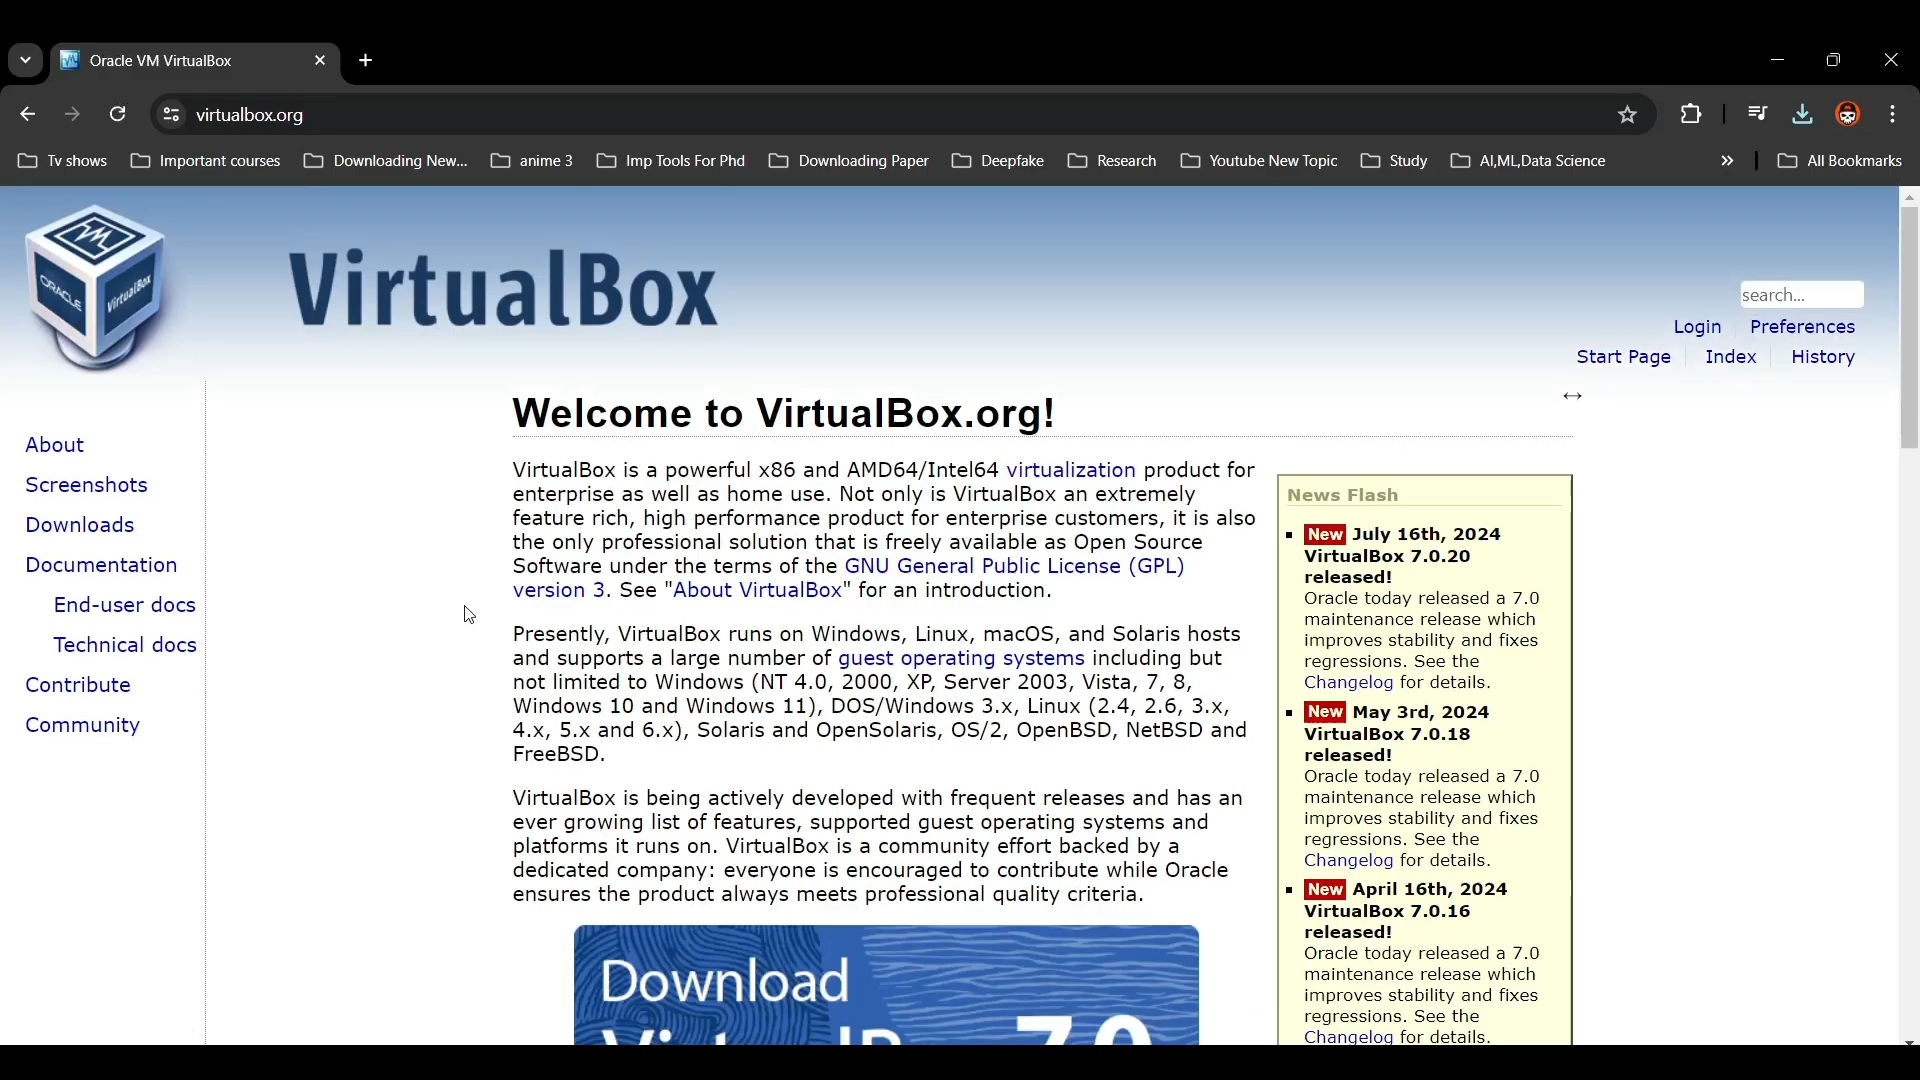 Oracle VM VirtualBox
virtualbox.org
Tv shows
Important courses
Downloading New...
anime 3
Imp Tools For Phd
Downloading Paper
Deepfake
Research
Youtube New Topic
Study
AI,ML,Data Science
»
All Bookmarks
ORACLE
VirtualBox
VirtualBox
search...
Login
Preferences
Start Page
Index
History
About
Screenshots
Downloads
Documentation
End-user docs
Technical docs
Contribute
Community
Welcome to VirtualBox.org!
VirtualBox is a powerful x86 and AMD64/Intel64 virtualization product for
enterprise as well as home use. Not only is VirtualBox an extremely
feature rich, high performance product for enterprise customers, it is also
the only professional solution that is freely available as Open Source
Software under the terms of the GNU General Public License (GPL)
version 3. See "About VirtualBox" for an introduction.
Presently, VirtualBox runs on Windows, Linux, macOS, and Solaris hosts
and supports a large number of guest operating systems including but
not limited to Windows (NT 4.0, 2000, XP, Server 2003, Vista, 7, 8,
Windows 10 and Windows 11), DOS/Windows 3.x, Linux (2.4, 2.6, 3.x,
4.x, 5.x and 6.x), Solaris and OpenSolaris, OS/2, OpenBSD, NetBSD and
FreeBSD.
VirtualBox is being actively developed with frequent releases and has an
ever growing list of features, supported guest operating systems and
platforms it runs on. VirtualBox is a community effort backed by a
dedicated company: everyone is encouraged to contribute while Oracle
ensures the product always meets professional quality criteria.
Download
7.0
News Flash
New July 16th, 2024
VirtualBox 7.0.20
released!
Oracle today released a 7.0
maintenance release which
improves stability and fixes
regressions. See the
Changelog for details.
New May 3rd, 2024
VirtualBox 7.0.18
released!
Oracle today released a 7.0
maintenance release which
improves stability and fixes
regressions. See the
Changelog for details.
New April 16th, 2024
VirtualBox 7.0.16
released!
Oracle today released a 7.0
maintenance release which
improves stability and fixes
regressions. See the
Changelog for details.